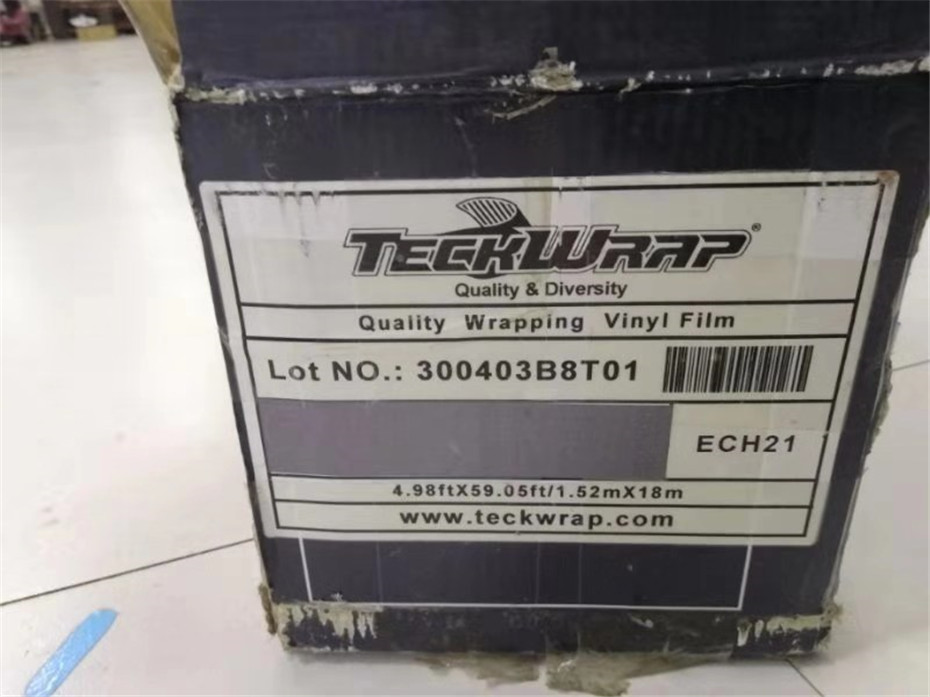 TECKWRAP®
Quality & Diversity
Quality Wrapping Vinyl Film
Lot NO.: 300403B8T01
ECH21
4.98ftX59.05ft/1.52mX18m
www.teckwrap.com